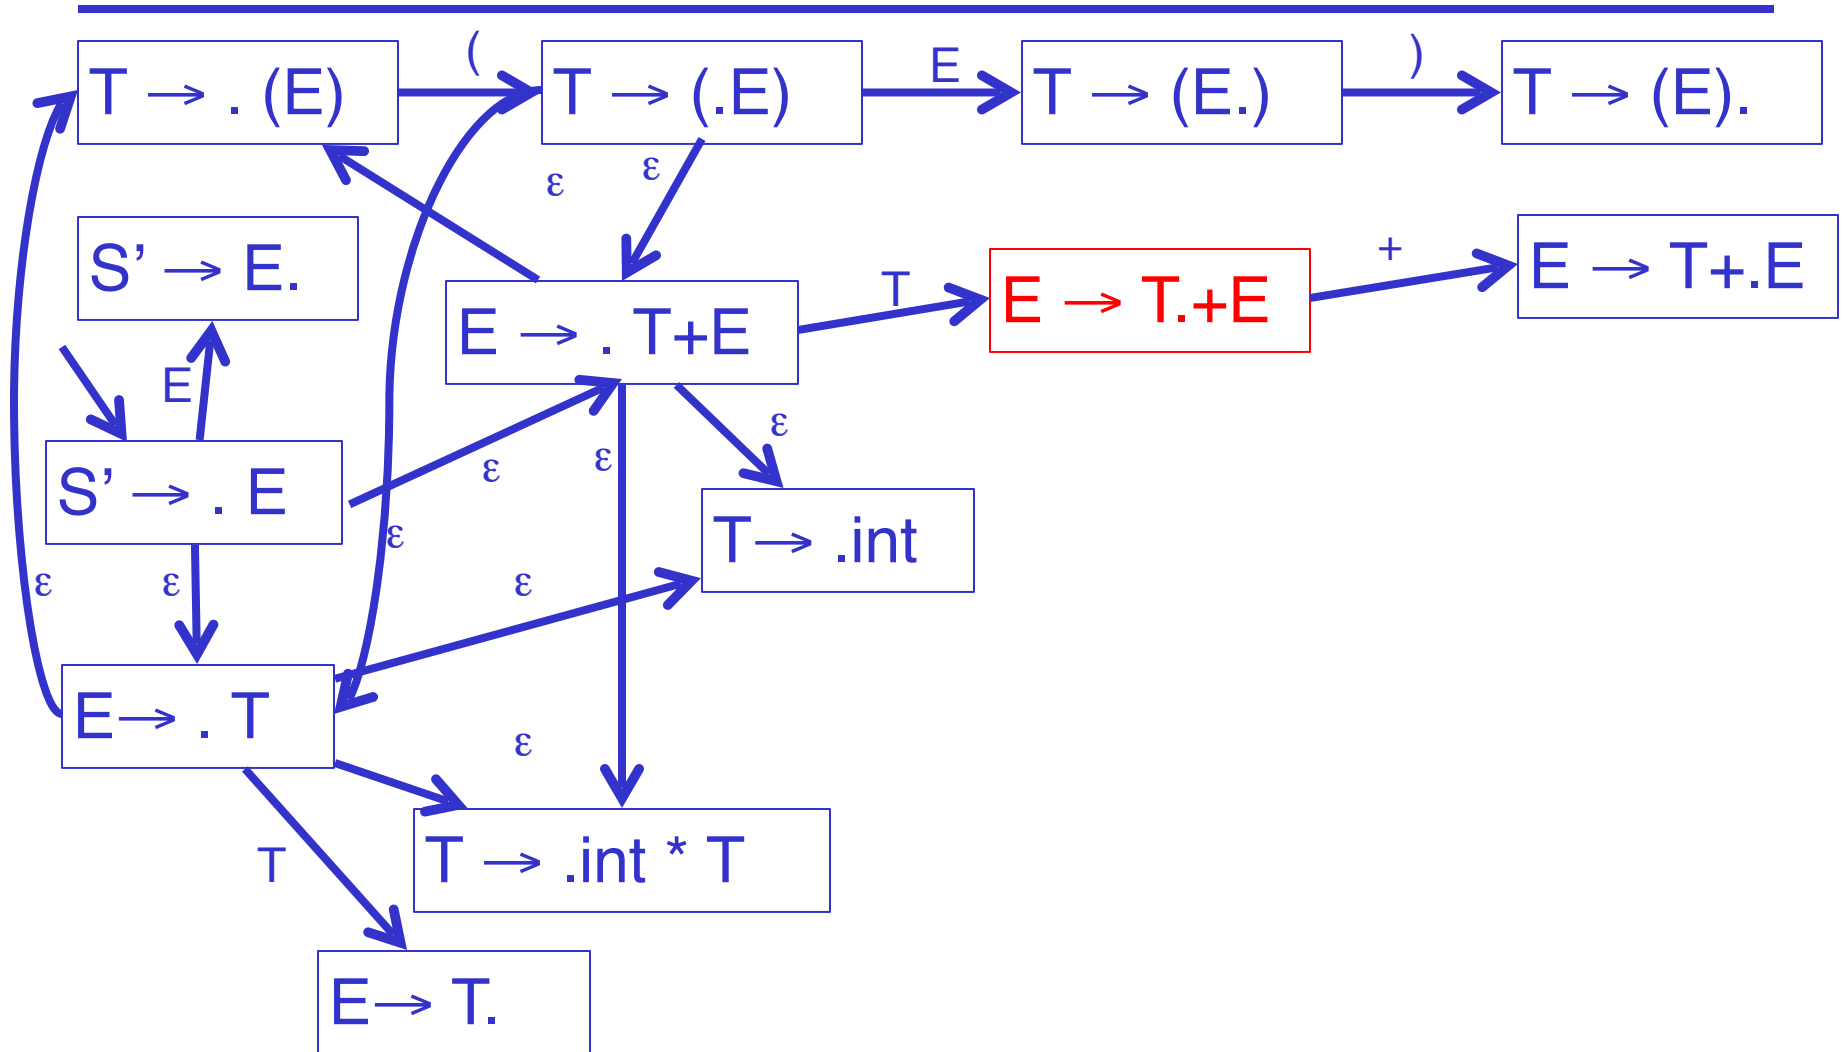 T → . (E)
(
T → (.E)
E
T → (E.)
)
T → (E).
ε
ε
S’ → E.
E → . T+E
T
E → T.+E
+
E → T+.E
E
S’ → . E
ε
ε
ε
ε
T→ .int
ε
ε
ε
E→ . T
ε
T
T → .int * T
E→ T.